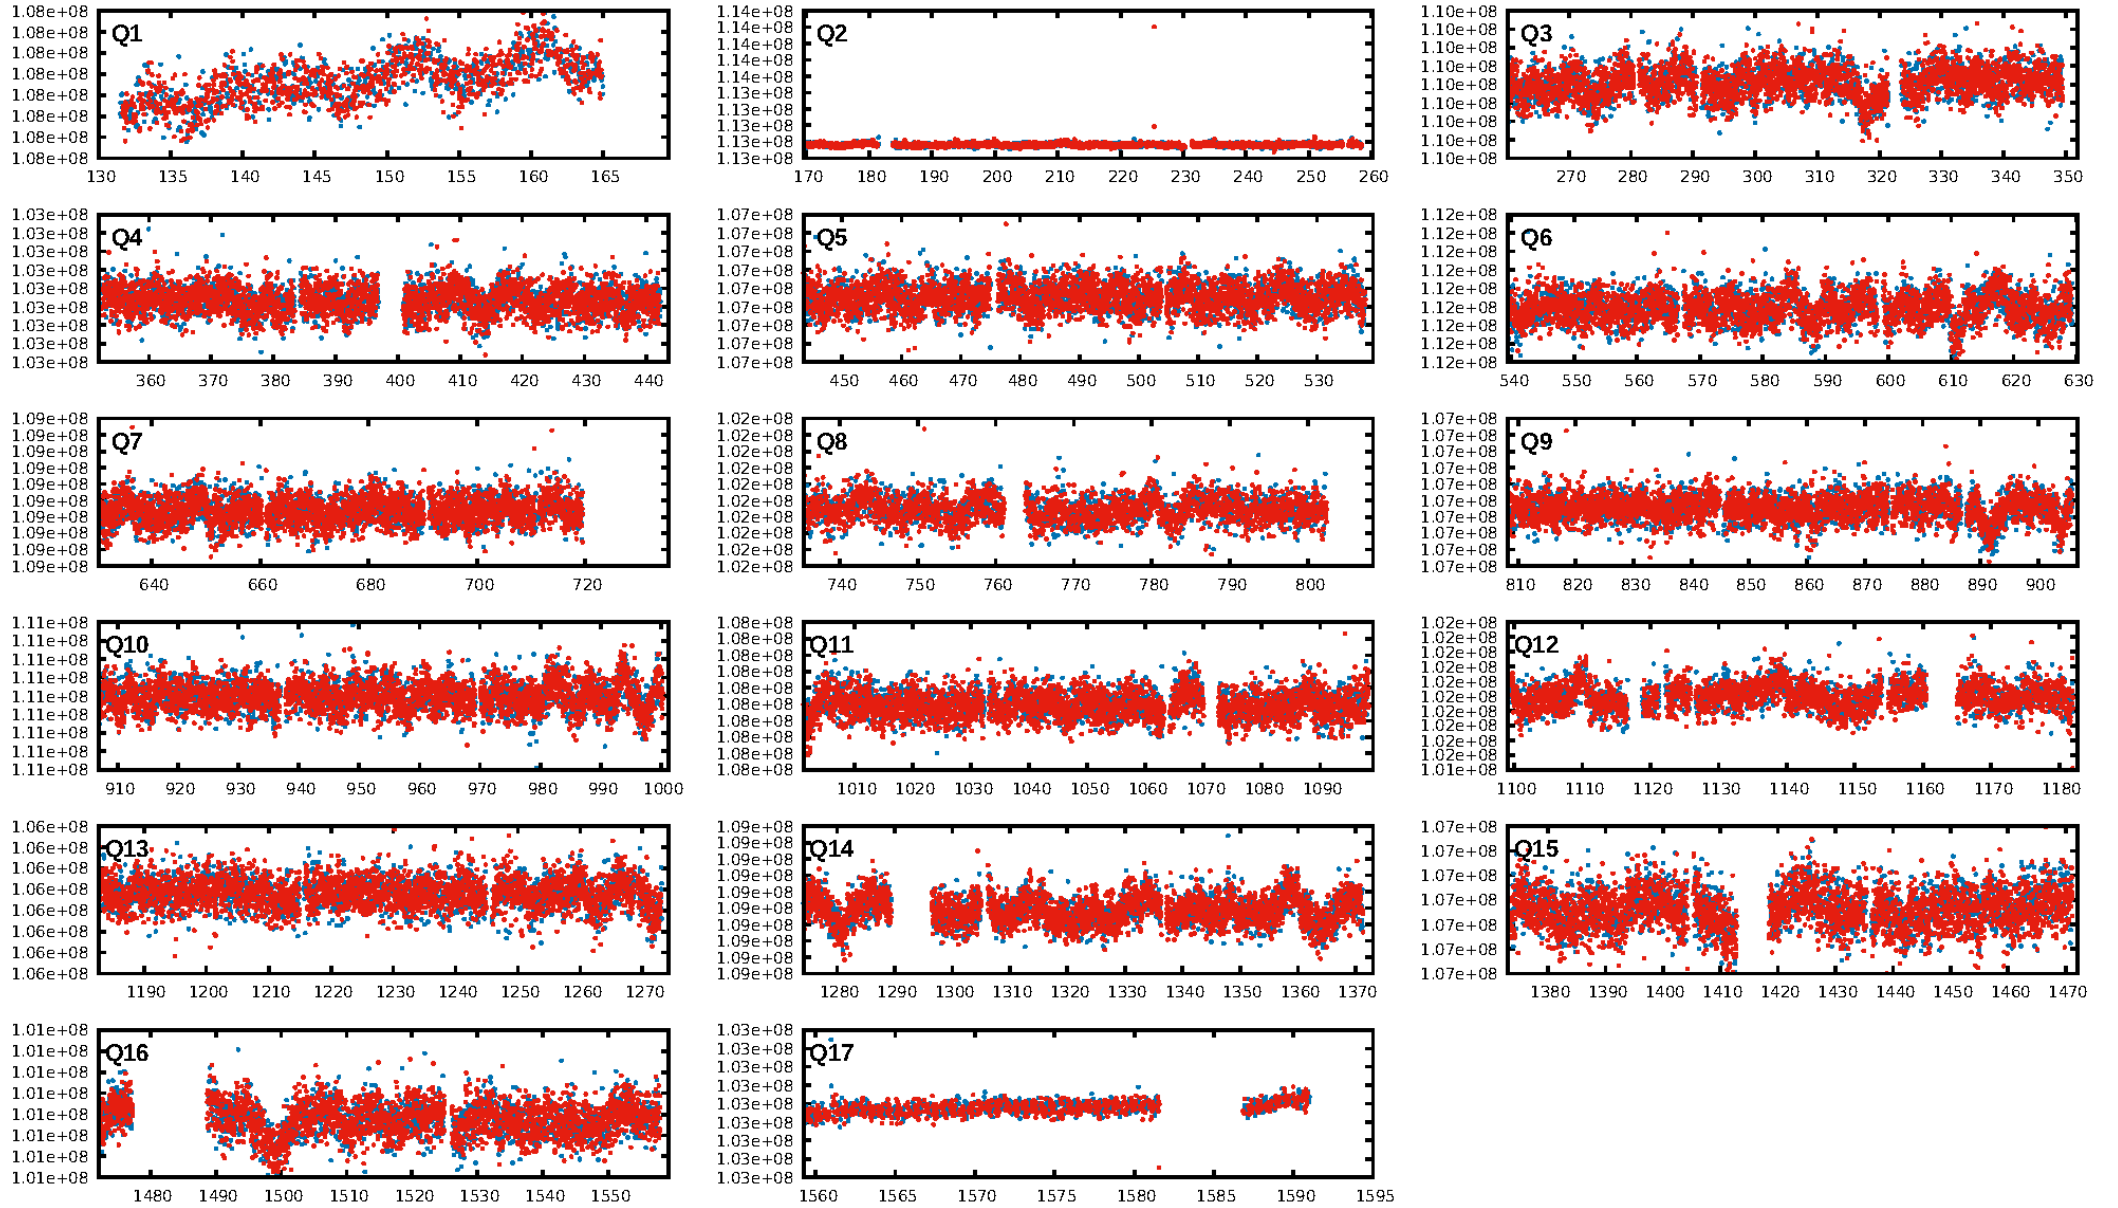 1.08e+08
1.08e+08
1.08e+08
1.08e+08
1.08e+08
1.08e+08
1.08e+08
1.08e+08
Q1
130 135 140 145 150 155 160 165
1.14e+08
1.14e+08
1.14e+08
1.14e+08
1.14e+08
1.13e+08
1.13e+08
1.13e+08
1.13e+08
1.13e+08
Q2
170 180 190 200 210 220 230 240 250 260
1.10e+08
1.10e+08
1.10e+08
1.10e+08
1.10e+08
1.10e+08
1.10e+08
1.10e+08
1.10e+08
Q3
270 280 290 300 310 320 330 340 350
1.03e+08
1.03e+08
1.03e+08
1.03e+08
1.03e+08
1.03e+08
1.03e+08
1.03e+08
1.03e+08
Q4
360 370 380 390 400 410 420 430 440
1.07e+08
1.07e+08
1.07e+08
1.07e+08
1.07e+08
1.07e+08
1.07e+08
1.07e+08
1.07e+08
Q5
450 460 470 480 490 500 510 520 530
1.12e+08
1.12e+08
1.12e+08
1.12e+08
1.12e+08
1.12e+08
1.12e+08
1.12e+08
1.12e+08
Q6
540 550 560 570 580 590 600 610 620 630
1.09e+08
1.09e+08
1.09e+08
1.09e+08
1.09e+08
1.09e+08
1.09e+08
1.09e+08
1.09e+08
1.09e+08
Q7
640 660 680 700 720
1.02e+08
1.02e+08
1.02e+08
1.02e+08
1.02e+08
1.02e+08
1.02e+08
1.02e+08
1.02e+08
1.02e+08
Q8
740 750 760 770 780 790 800
1.07e+08
1.07e+08
1.07e+08
1.07e+08
1.07e+08
1.07e+08
1.07e+08
1.07e+08
1.07e+08
1.07e+08
Q9
810 820 830 840 850 860 870 880 890 900
1.11e+08
1.11e+08
1.11e+08
1.11e+08
1.11e+08
1.11e+08
1.11e+08
1.11e+08
1.11e+08
Q10
910 920 930 940 950 960 970 980 990 1000
1.08e+08
1.08e+08
1.08e+08
1.08e+08
1.08e+08
1.08e+08
1.08e+08
1.08e+08
1.08e+08
1.08e+08
Q11
1010 1020 1030 1040 1050 1060 1070 1080 1090
1.02e+08
1.02e+08
1.02e+08
1.02e+08
1.02e+08
1.02e+08
1.02e+08
1.02e+08
1.02e+08
1.02e+08
1.01e+08
Q12
1100 1110 1120 1130 1140 1150 1160 1170 1180
1.06e+08
1.06e+08
1.06e+08
1.06e+08
1.06e+08
1.06e+08
1.06e+08
1.06e+08
Q13
1190 1200 1210 1220 1230 1240 1250 1260 1270
1.09e+08
1.09e+08
1.09e+08
1.09e+08
1.09e+08
1.09e+08
1.09e+08
1.09e+08
1.09e+08
1.09e+08
Q14
1280 1290 1300 1310 1320 1330 1340 1350 1360 1370
1.07e+08
1.07e+08
1.07e+08
1.07e+08
1.07e+08
1.07e+08
1.07e+08
Q15
1380 1390 1400 1410 1420 1430 1440 1450 1460 1470
1.01e+08
1.01e+08
1.01e+08
1.01e+08
1.01e+08
1.01e+08
1.01e+08
1.01e+08
Q16
1480 1490 1500 1510 1520 1530 1540 1550
1.03e+08
1.03e+08
1.03e+08
1.03e+08
1.03e+08
1.03e+08
1.03e+08
1.03e+08
1.03e+08
Q17
1560 1565 1570 1575 1580 1585 1590 1595